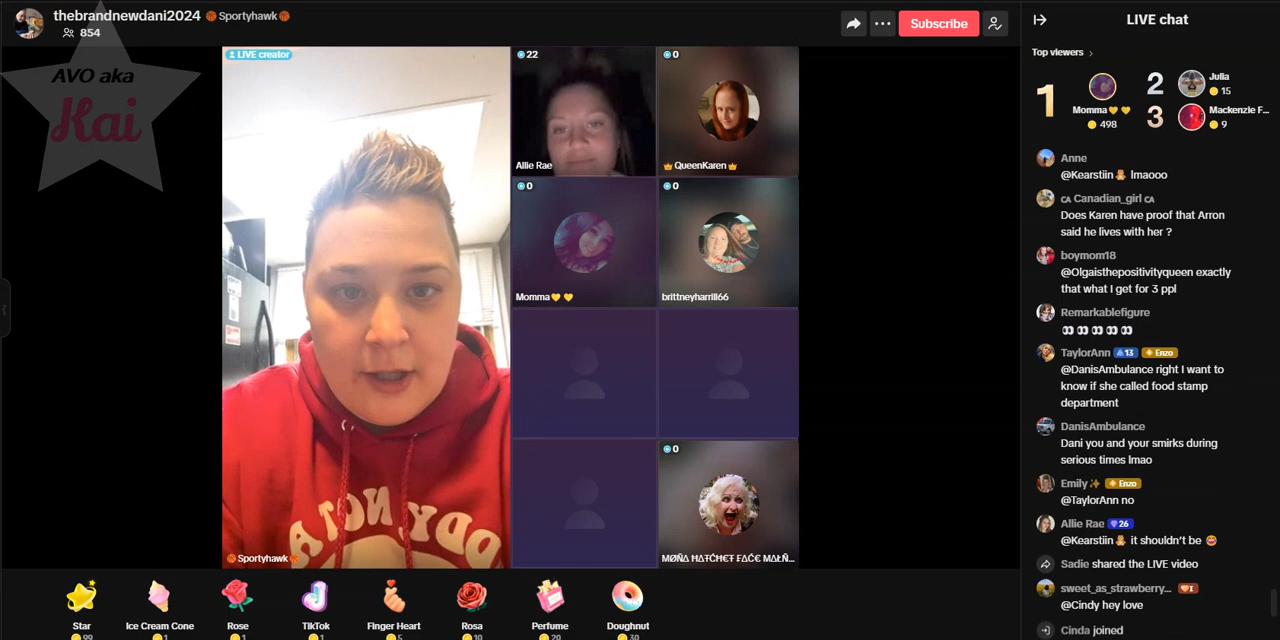 thebrandnewdani2024 🏀 Sportyhawk🏀
854
Subscribe
LIVE chat
AVO aka
Kai
LIVE creator
22
Allie Rae
0
👑 QueenKaren 👑
0
Momma💛 💛
0
brittneyharrill66
0
MØŇΔ ĦΔŦĆĦ€Ŧ ₣ΔĆ€ MΔŁŇ...
🏀 Sportyhawk
Top viewers
1
Momma💛 💛
498
2
Julia
15
3
Mackenzie F...
9
Anne
@Kearstiin🧸 lmaooo
CA Canadian_girl CA
Does Karen have proof that Arron
said he lives with her ?
boymom18
@Olgaisthepositivityqueen exactly
that what I get for 3 ppl
Remarkablefigure
👀 👀 👀 👀 👀
TaylorAnn 13 Enzo
@DanisAmbulance right I want to
know if she called food stamp
department
DanisAmbulance
Dani you and your smirks during
serious times lmao
Emily✨ Enzo
@TaylorAnn no
Allie Rae 26
@Kearstiin🧸 it shouldn't be 😂
Sadie shared the LIVE video
sweet_as_strawberry... I
@Cindy hey love
Cinda joined
Star
99
Ice Cream Cone
1
Rose
1
TikTok
1
Finger Heart
5
Rosa
10
Perfume
20
Doughnut
30